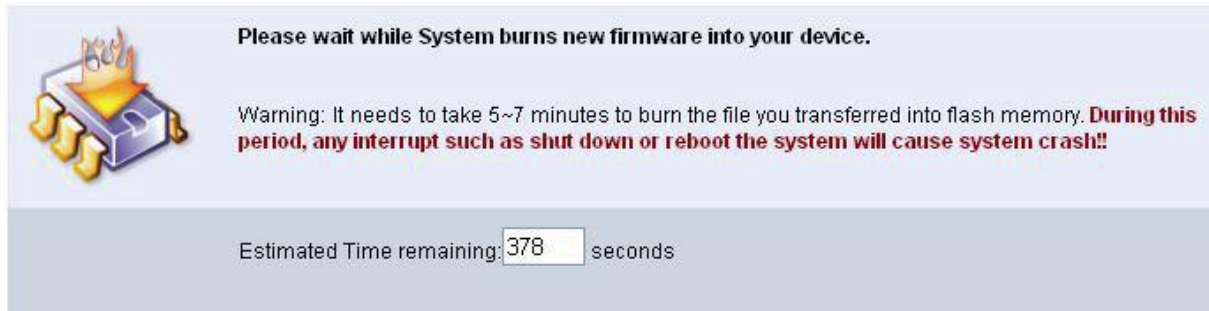 Please wait while System burns new firmware into your device.
Warning: It needs to take 5~7 minutes to burn the file you transferred into flash memory. During this
period, any interrupt such as shut down or reboot the system will cause system crash!!
Estimated Time remaining: 378 seconds